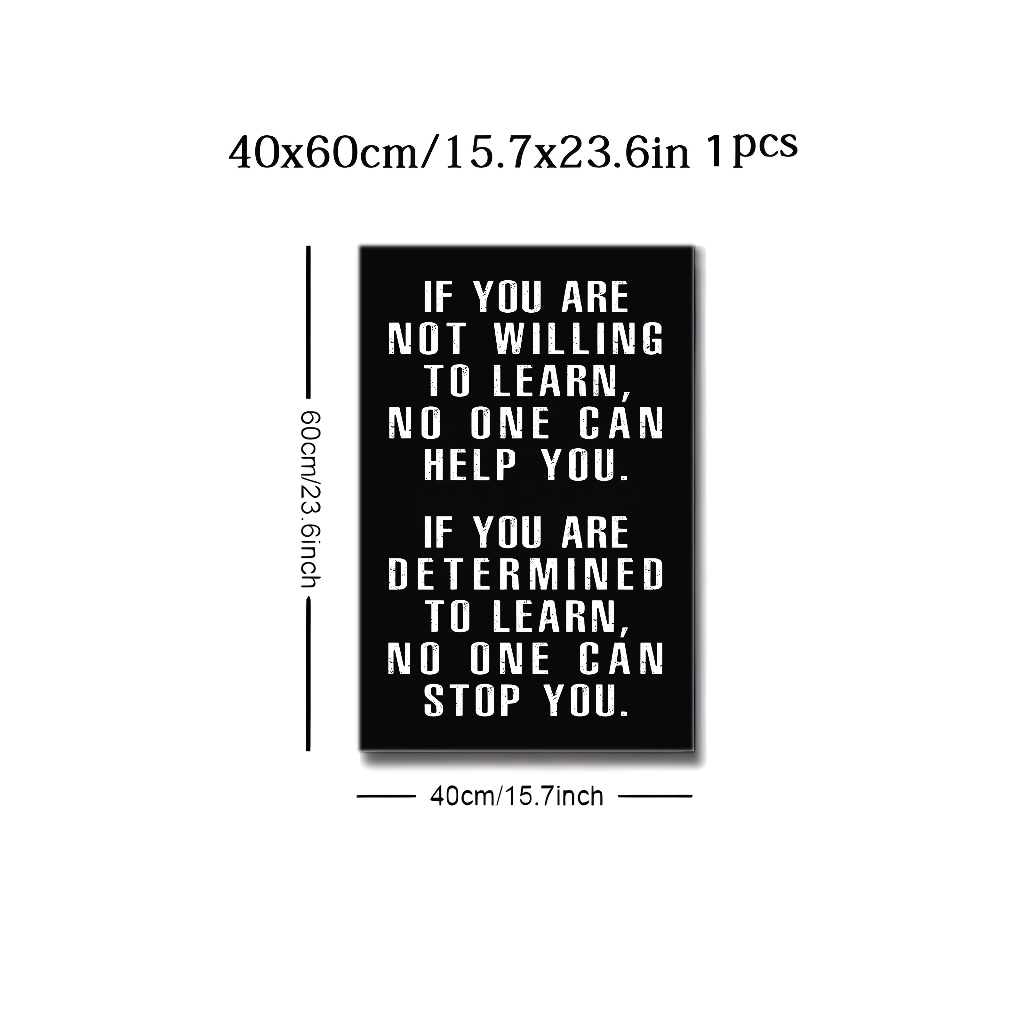 40x60cm/15.7x23.6in 1pcs
IF YOU ARE
NOT WILLING
TO LEARN,
NO ONE CAN
HELP YOU.
IF YOU ARE
DETERMINED
TO LEARN,
NO ONE CAN
STOP YOU.
60cm/23.6inch
40cm/15.7inch